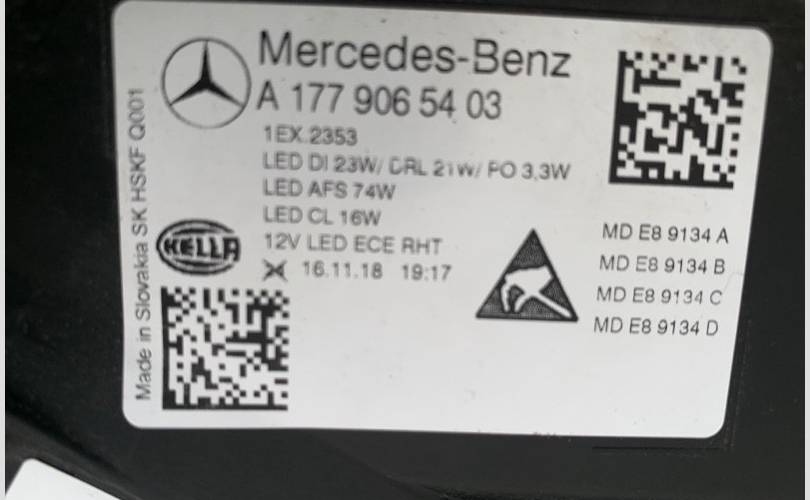 Mercedes-Benz
A 177 906 54 03
1EX.2353
LED DI 23W/ DRL 21W/ PO 3,3W
LED AFS 74W
LED CL 16W
12V LED ECE RHT
16.11.18 19:17
HELLA
Made in Slovakia SK HSKF Q001
MD E8 9134 A
MD E8 9134 B
MD E8 9134 C
MD E8 9134 D